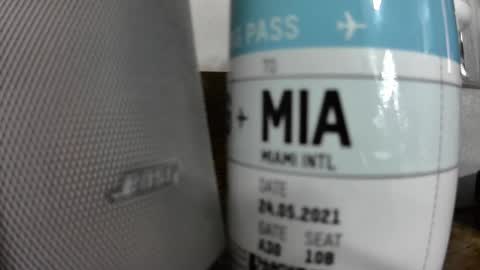 BOSE
PASS
TO
MIA
MIAMI INTL.
DATE
24.05.2021
GATE SEAT
A30 10B